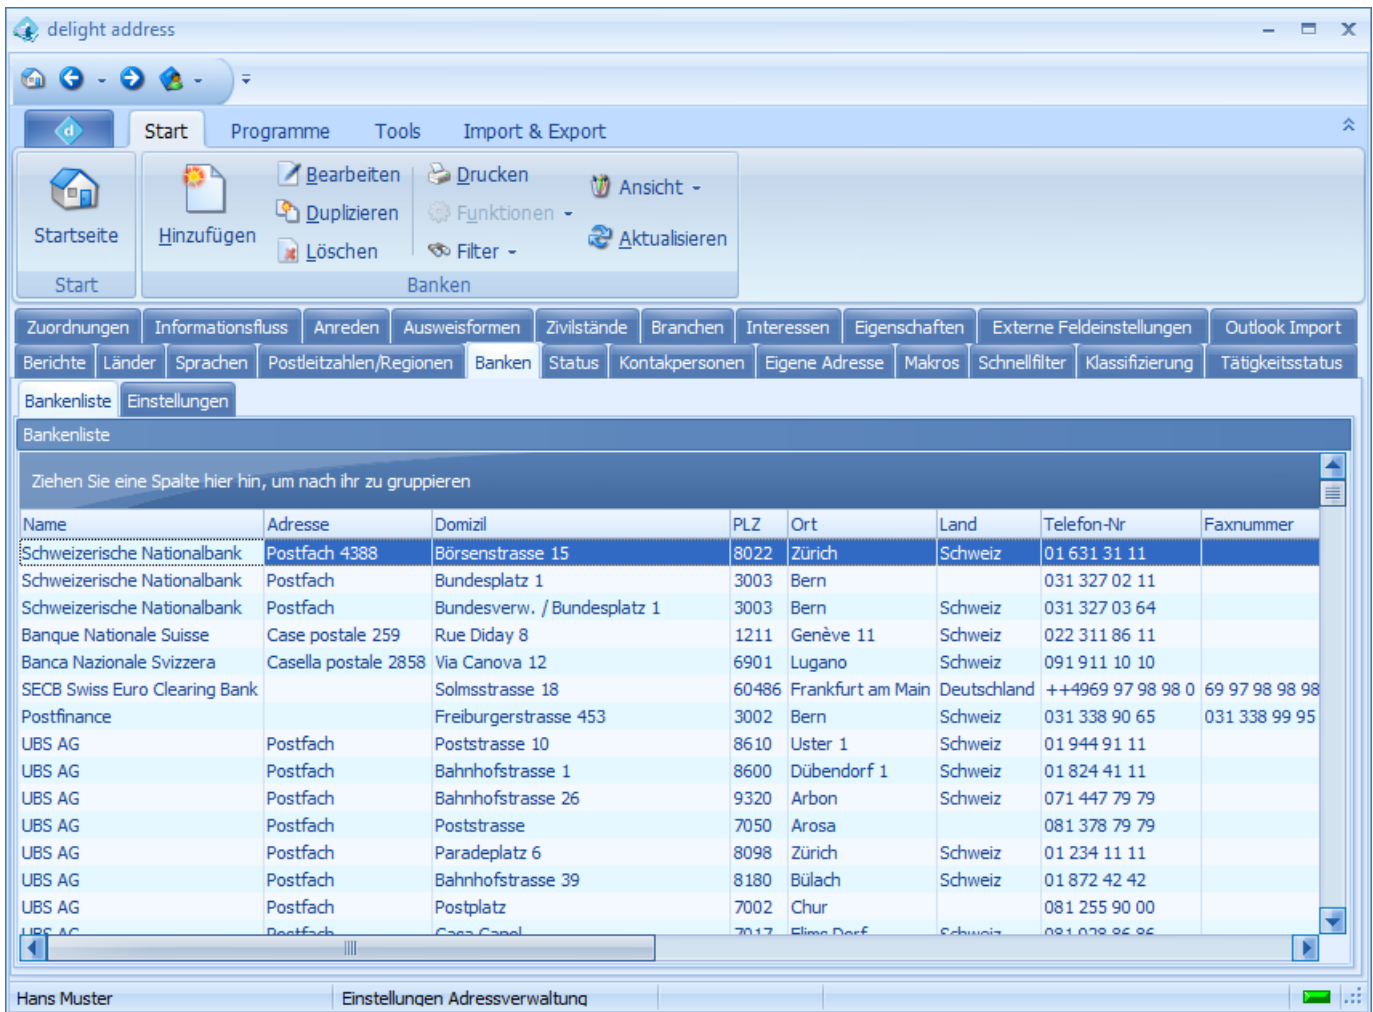 delight address
Start Programme Tools Import & Export
Startseite
Hinzufügen
Bearbeiten
Duplizieren
Löschen
Drucken
Funktionen
Filter
Ansicht
Aktualisieren
Start Banken
Zuordnungen Informationsfluss Anreden Ausweisformen Zivilstände Branchen Interessen Eigenschaften Externe Feldeinstellungen Outlook Import
Berichte Länder Sprachen Postleitzahlen/Regionen Banken Status Kontakpersonen Eigene Adresse Makros Schnellfilter Klassifizierung Tätigkeitsstatus
Bankenliste Einstellungen
Bankenliste
Ziehen Sie eine Spalte hier hin, um nach ihr zu gruppieren
Name Adresse Domizil PLZ Ort Land Telefon-Nr Faxnummer
Schweizerische Nationalbank Postfach 4388 Börsenstrasse 15 8022 Zürich Schweiz 01 631 31 11
Schweizerische Nationalbank Postfach Bundesplatz 1 3003 Bern 031 327 02 11
Schweizerische Nationalbank Postfach Bundesverw. / Bundesplatz 1 3003 Bern Schweiz 031 327 03 64
Banque Nationale Suisse Case postale 259 Rue Diday 8 1211 Genève 11 Schweiz 022 311 86 11
Banca Nazionale Svizzera Casella postale 2858 Via Canova 12 6901 Lugano Schweiz 091 911 10 10
SECB Swiss Euro Clearing Bank Solmsstrasse 18 60486 Frankfurt am Main Deutschland ++4969 97 98 98 0 69 97 98 98 98
Postfinance Freiburgerstrasse 453 3002 Bern Schweiz 031 338 90 65 031 338 99 95
UBS AG Postfach Poststrasse 10 8610 Uster 1 Schweiz 01 944 91 11
UBS AG Postfach Bahnhofstrasse 1 8600 Dübendorf 1 Schweiz 01 824 41 11
UBS AG Postfach Bahnhofstrasse 26 9320 Arbon Schweiz 071 447 79 79
UBS AG Postfach Poststrasse 7050 Arosa 081 378 79 79
UBS AG Postfach Paradeplatz 6 8098 Zürich Schweiz 01 234 11 11
UBS AG Postfach Bahnhofstrasse 39 8180 Bülach Schweiz 01 872 42 42
UBS AG Postfach Postplatz 7002 Chur 081 255 90 00
UBS AG Postfach Schweiz
Hans Muster Einstellungen Adressverwaltung